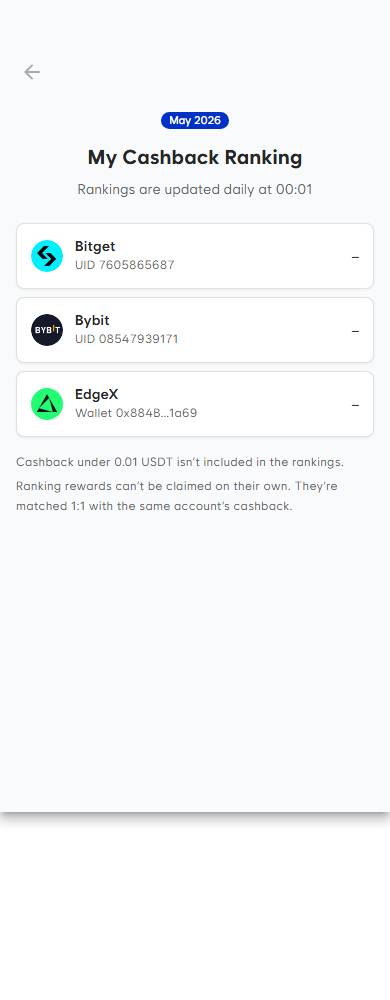 May 2026
My Cashback Ranking
Rankings are updated daily at 00:01
Bitget
UID 7605865687
–
BYBIT
Bybit
UID 08547939171
–
EdgeX
Wallet 0x884B...1a69
–
Cashback under 0.01 USDT isn't included in the rankings.
Ranking rewards can't be claimed on their own. They're
matched 1:1 with the same account's cashback.